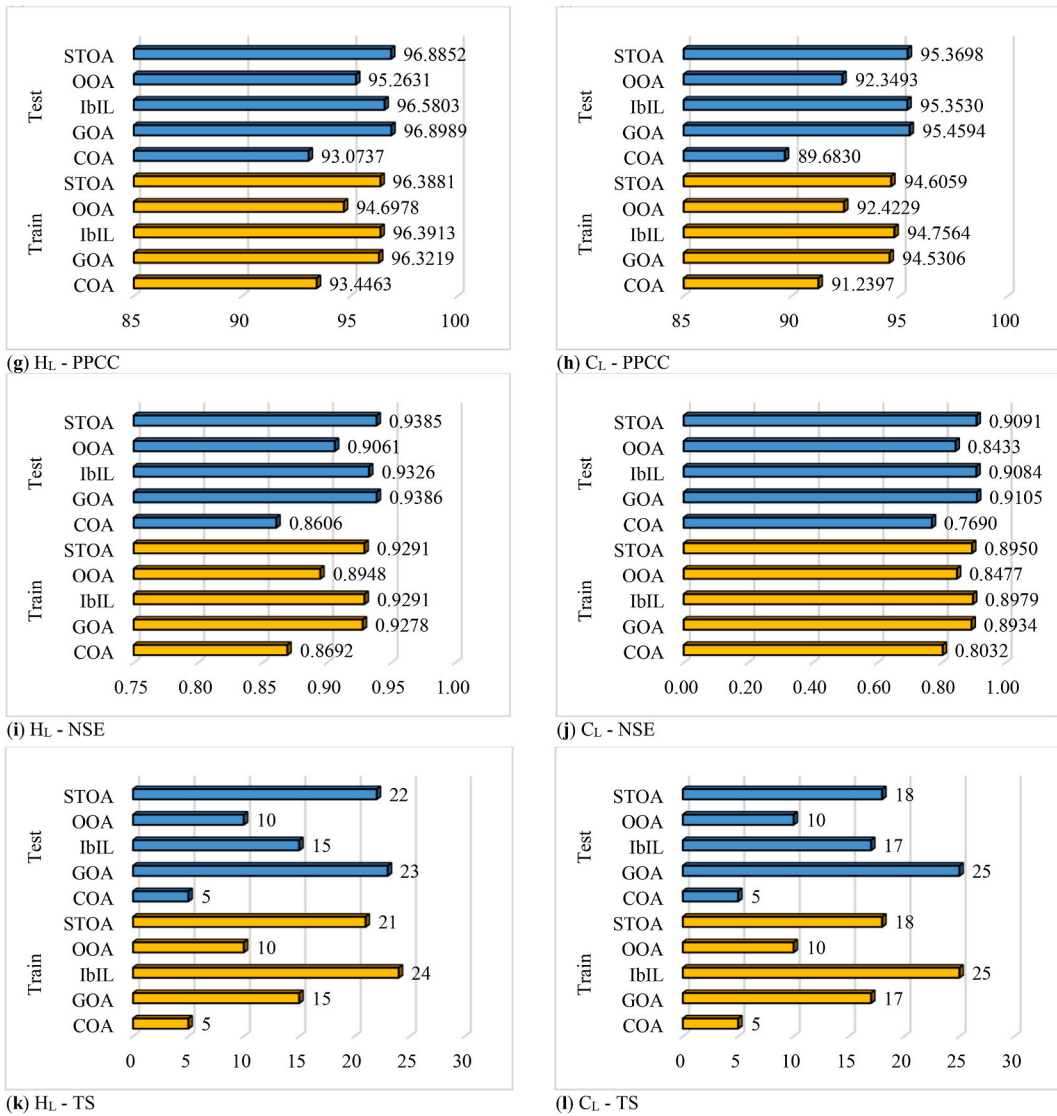 STOA 96.8852
OOA 95.2631
IbIL 96.5803
GOA 96.8989
COA 93.0737
STOA 96.3881
OOA 94.6978
IbIL 96.3913
GOA 96.3219
COA 93.4463
Test
Train
85 90 95 100
(g) HL - PPCC
STOA 95.3698
OOA 92.3493
IbIL 95.3530
GOA 95.4594
COA 89.6830
STOA 94.6059
OOA 92.4229
IbIL 94.7564
GOA 94.5306
COA 91.2397
Test
Train
85 90 95 100
(h) CL - PPCC
STOA 0.9385
OOA 0.9061
IbIL 0.9326
GOA 0.9386
COA 0.8606
STOA 0.9291
OOA 0.8948
IbIL 0.9291
GOA 0.9278
COA 0.8692
Test
Train
0.75 0.80 0.85 0.90 0.95 1.00
(i) HL - NSE
STOA 0.9091
OOA 0.8433
IbIL 0.9084
GOA 0.9105
COA 0.7690
STOA 0.8950
OOA 0.8477
IbIL 0.8979
GOA 0.8934
COA 0.8032
Test
Train
0.00 0.20 0.40 0.60 0.80 1.00
(j) CL - NSE
STOA 22
OOA 10
IbIL 15
GOA 23
COA 5
STOA 21
OOA 10
IbIL 24
GOA 15
COA 5
Test
Train
0 5 10 15 20 25 30
(k) HL - TS
STOA 18
OOA 10
IbIL 17
GOA 25
COA 5
STOA 18
OOA 10
IbIL 25
GOA 17
COA 5
Test
Train
0 5 10 15 20 25 30
(l) CL - TS